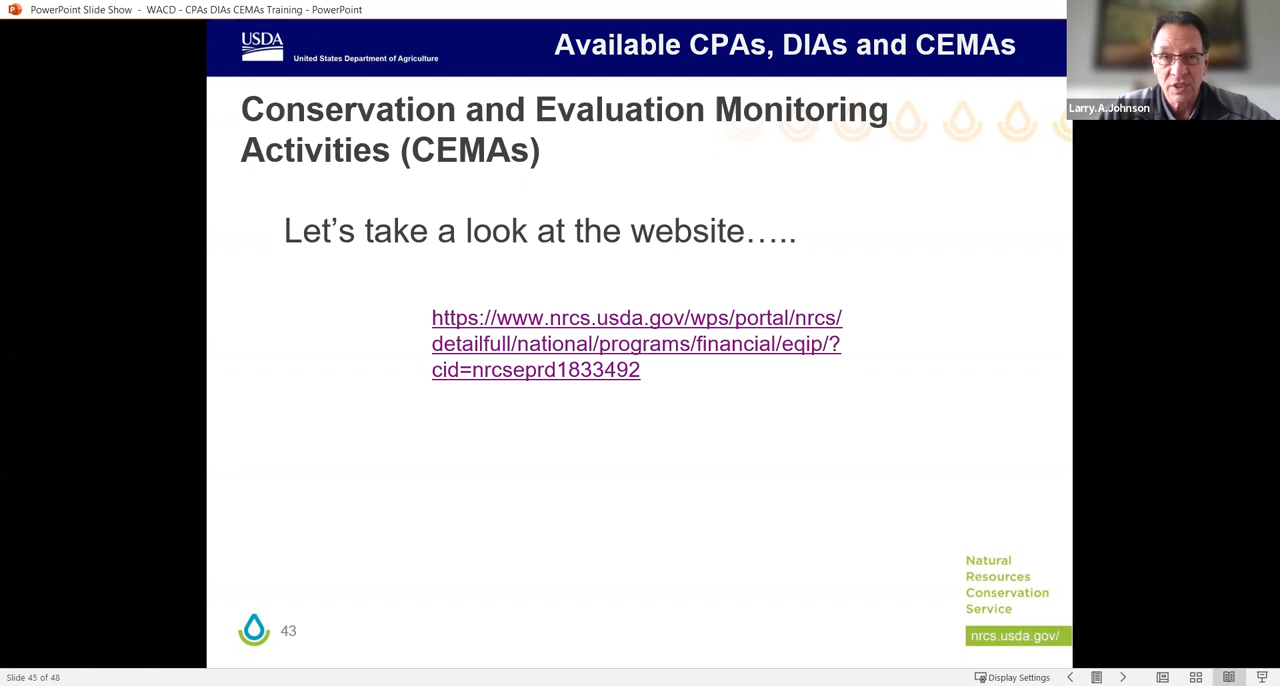 PowerPoint Slide Show - WACD - CPAs DIAs CEMAs Training - PowerPoint
USDA
United States Department of Agriculture
Available CPAs, DIAs and CEMAs
Larry.A.Johnson
Conservation and Evaluation Monitoring
Activities (CEMAs)
Let’s take a look at the website…..
https://www.nrcs.usda.gov/wps/portal/nrcs/
detailfull/national/programs/financial/eqip/?
cid=nrcseprd1833492
Natural
Resources
Conservation
Service
nrcs.usda.gov/
43
Slide 45 of 48
Display Settings